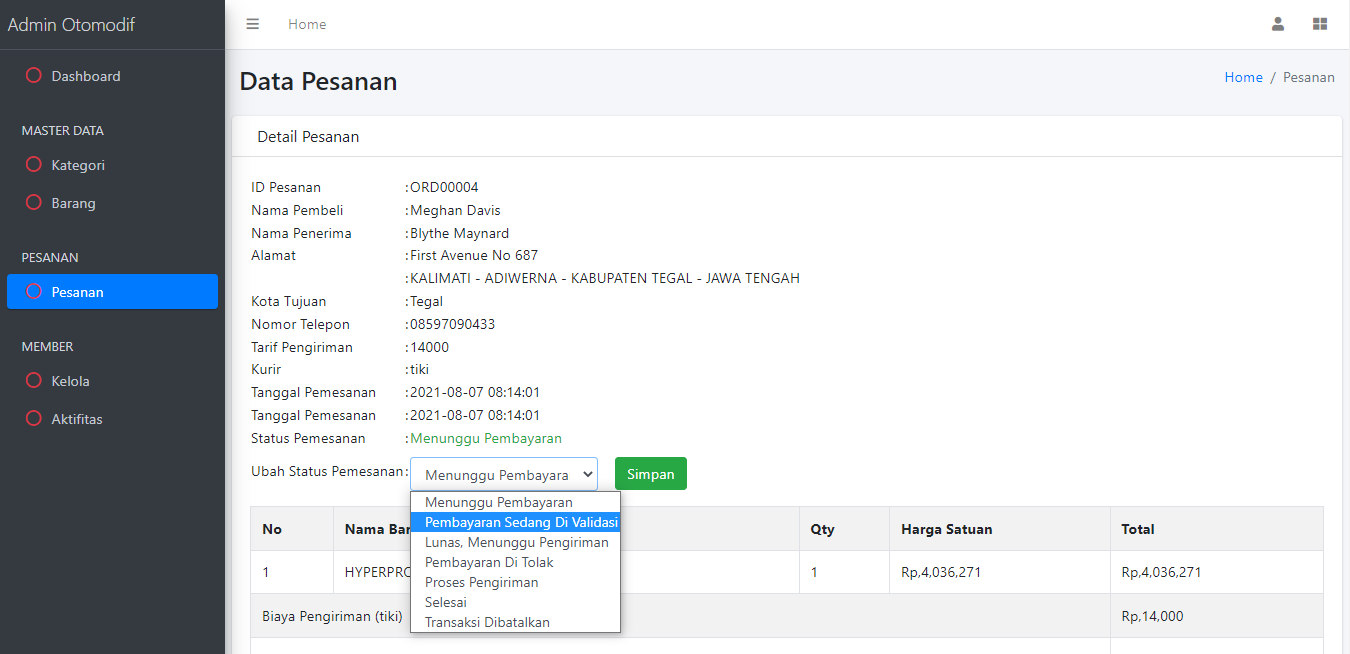 Admin Otomodif
Home
Dashboard
MASTER DATA
Kategori
Barang
PESANAN
Pesanan
MEMBER
Kelola
Aktifitas
Data Pesanan
Home / Pesanan
Detail Pesanan
ID Pesanan :ORD00004
Nama Pembeli :Meghan Davis
Nama Penerima :Blythe Maynard
Alamat :First Avenue No 687
:KALIMATI - ADIWERNA - KABUPATEN TEGAL - JAWA TENGAH
Kota Tujuan :Tegal
Nomor Telepon :08597090433
Tarif Pengiriman :14000
Kurir :tiki
Tanggal Pemesanan :2021-08-07 08:14:01
Tanggal Pemesanan :2021-08-07 08:14:01
Status Pemesanan :Menunggu Pembayaran
Ubah Status Pemesanan: Menunggu Pembayara Simpan
Menunggu Pembayaran
Pembayaran Sedang Di Validasi
Lunas, Menunggu Pengiriman
Pembayaran Di Tolak
Proses Pengiriman
Selesai
Transaksi Dibatalkan
No Nama Qty Harga Satuan Total
1 1 Rp,4,036,271 Rp,4,036,271
Biaya Pengiriman (tiki) Rp,14,000